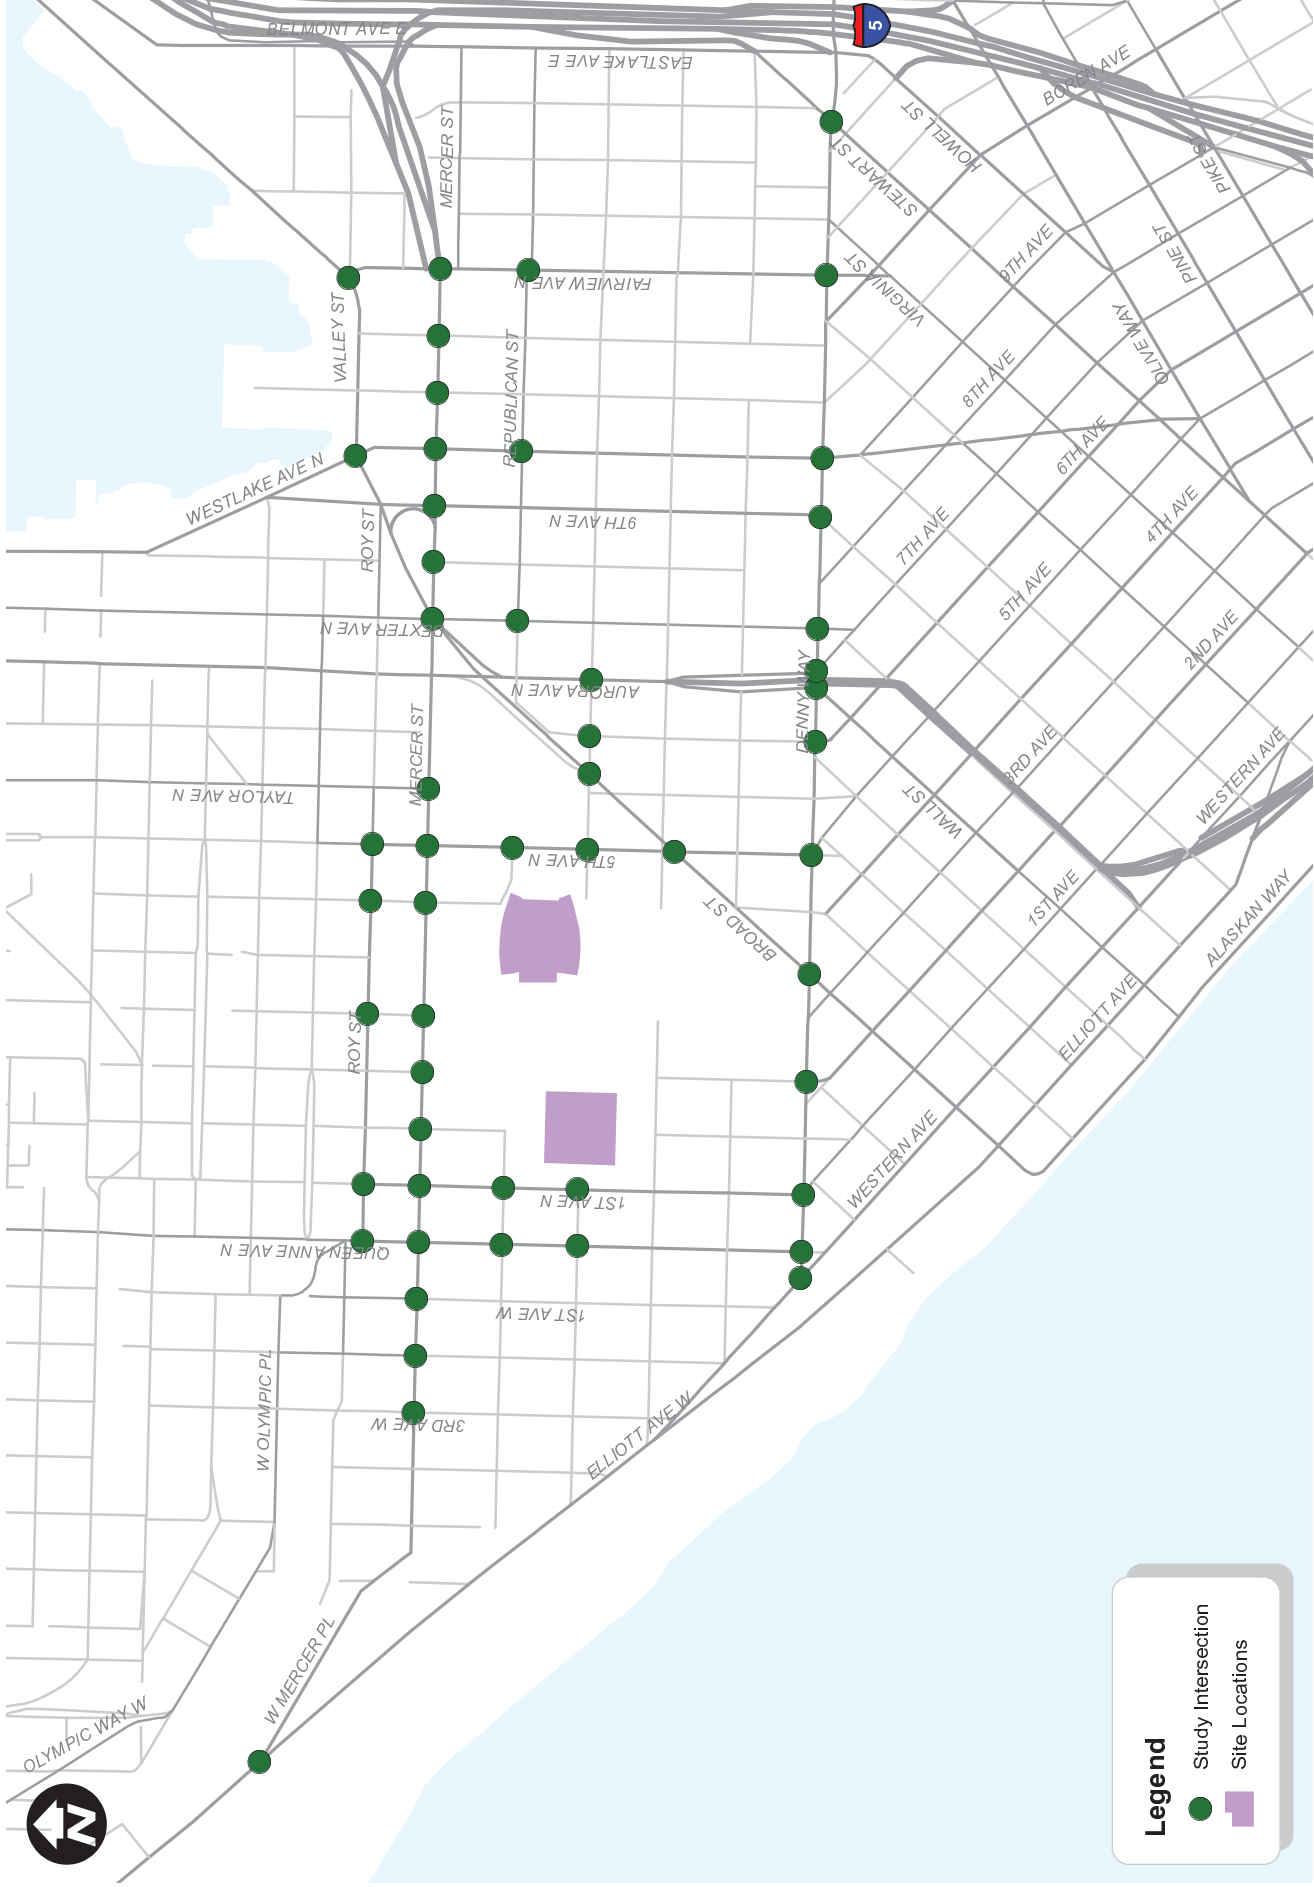 BELMONT AVE E
EASTLAKE AVE E
5
BOREN AVE
HOWELL ST
STEWART ST
PIKE ST
MERCER ST
VIRGINIA ST
9TH AVE
PINE ST
FAIRVIEW AVE N
VALLEY ST
REPUBLICAN ST
8TH AVE
OLIVE WAY
6TH AVE
WESTLAKE AVE N
ROY ST
9TH AVE N
7TH AVE
4TH AVE
5TH AVE
DEXTER AVE N
2ND AVE
AURORA AVE N
DENNY WAY
MERCER ST
3RD AVE
WESTERN AVE
TAYLOR AVE N
WALL ST
5TH AVE N
1ST AVE
BROAD ST
ALASKAN WAY
ELLIOTT AVE
ROY ST
WESTERN AVE
1ST AVE N
QUEEN ANNE AVE N
1ST AVE W
W OLYMPIC PL
3RD AVE W
ELLIOTT AVE W
W MERCER PL
OLYMPIC WAY W
N
Legend
Study Intersection
Site Locations